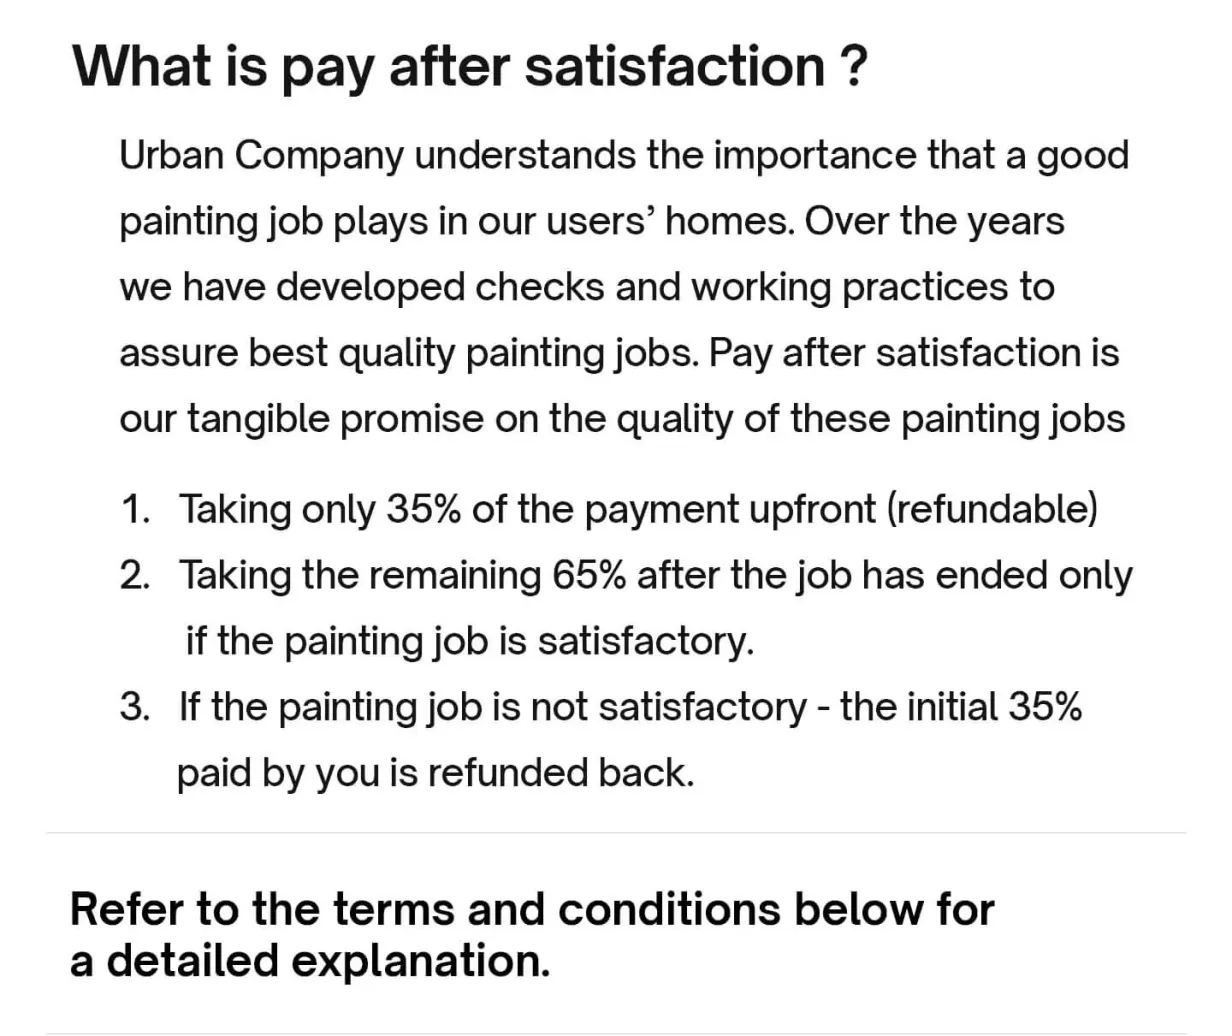 What is pay after satisfaction ?
Urban Company understands the importance that a good
painting job plays in our users’ homes. Over the years
we have developed checks and working practices to
assure best quality painting jobs. Pay after satisfaction is
our tangible promise on the quality of these painting jobs
1. Taking only 35% of the payment upfront (refundable)
2. Taking the remaining 65% after the job has ended only
if the painting job is satisfactory.
3. If the painting job is not satisfactory - the initial 35%
paid by you is refunded back.
Refer to the terms and conditions below for
a detailed explanation.